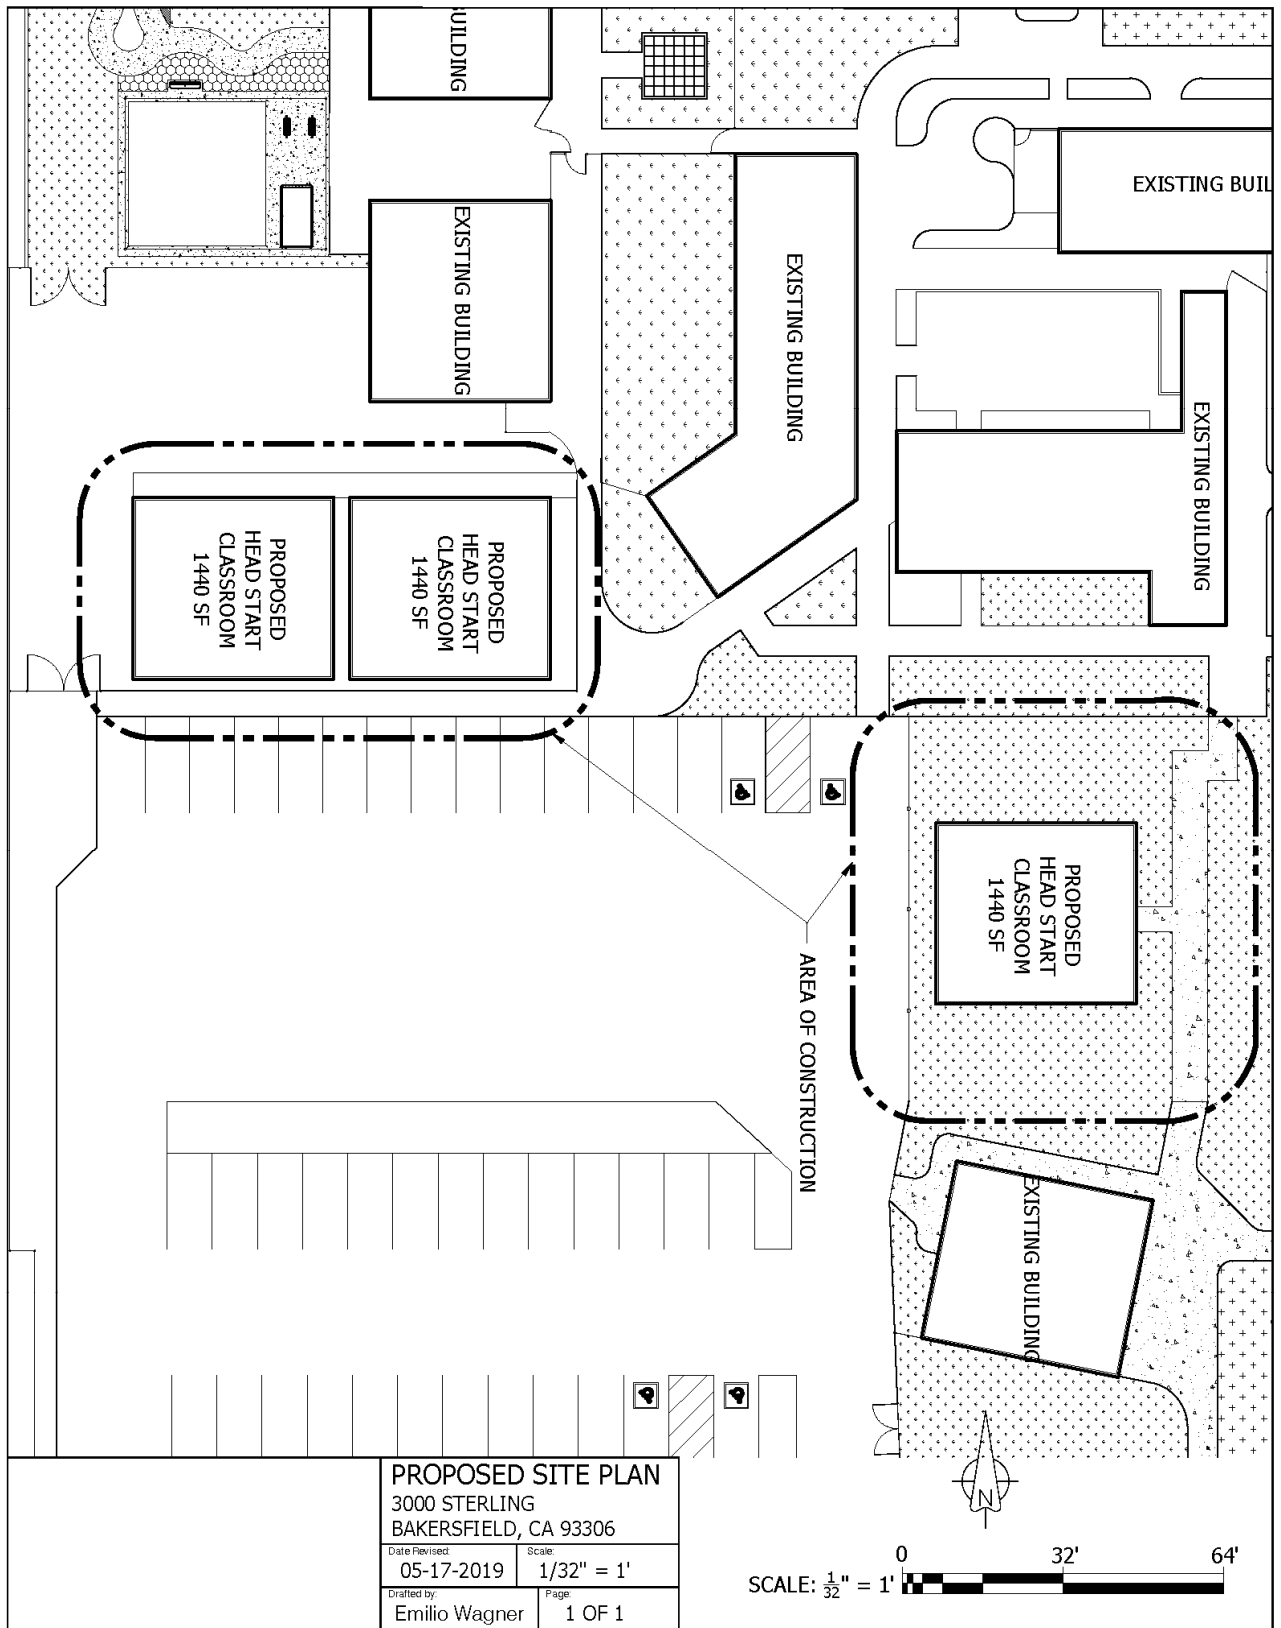 UILDING
EXISTING BUIL
EXISTING BUILDING
EXISTING BUILDING
EXISTING BUILDING
PROPOSED
HEAD START
CLASSROOM
1440 SF
PROPOSED
HEAD START
CLASSROOM
1440 SF
PROPOSED
HEAD START
CLASSROOM
1440 SF
AREA OF CONSTRUCTION
EXISTING BUILDING
N
PROPOSED SITE PLAN
3000 STERLING
BAKERSFIELD, CA 93306
Date Revised: Scale:
05-17-2019 1/32" = 1'
Drafted by: Page:
Emilio Wagner 1 OF 1
0 32' 64'
SCALE: 1/32" = 1'